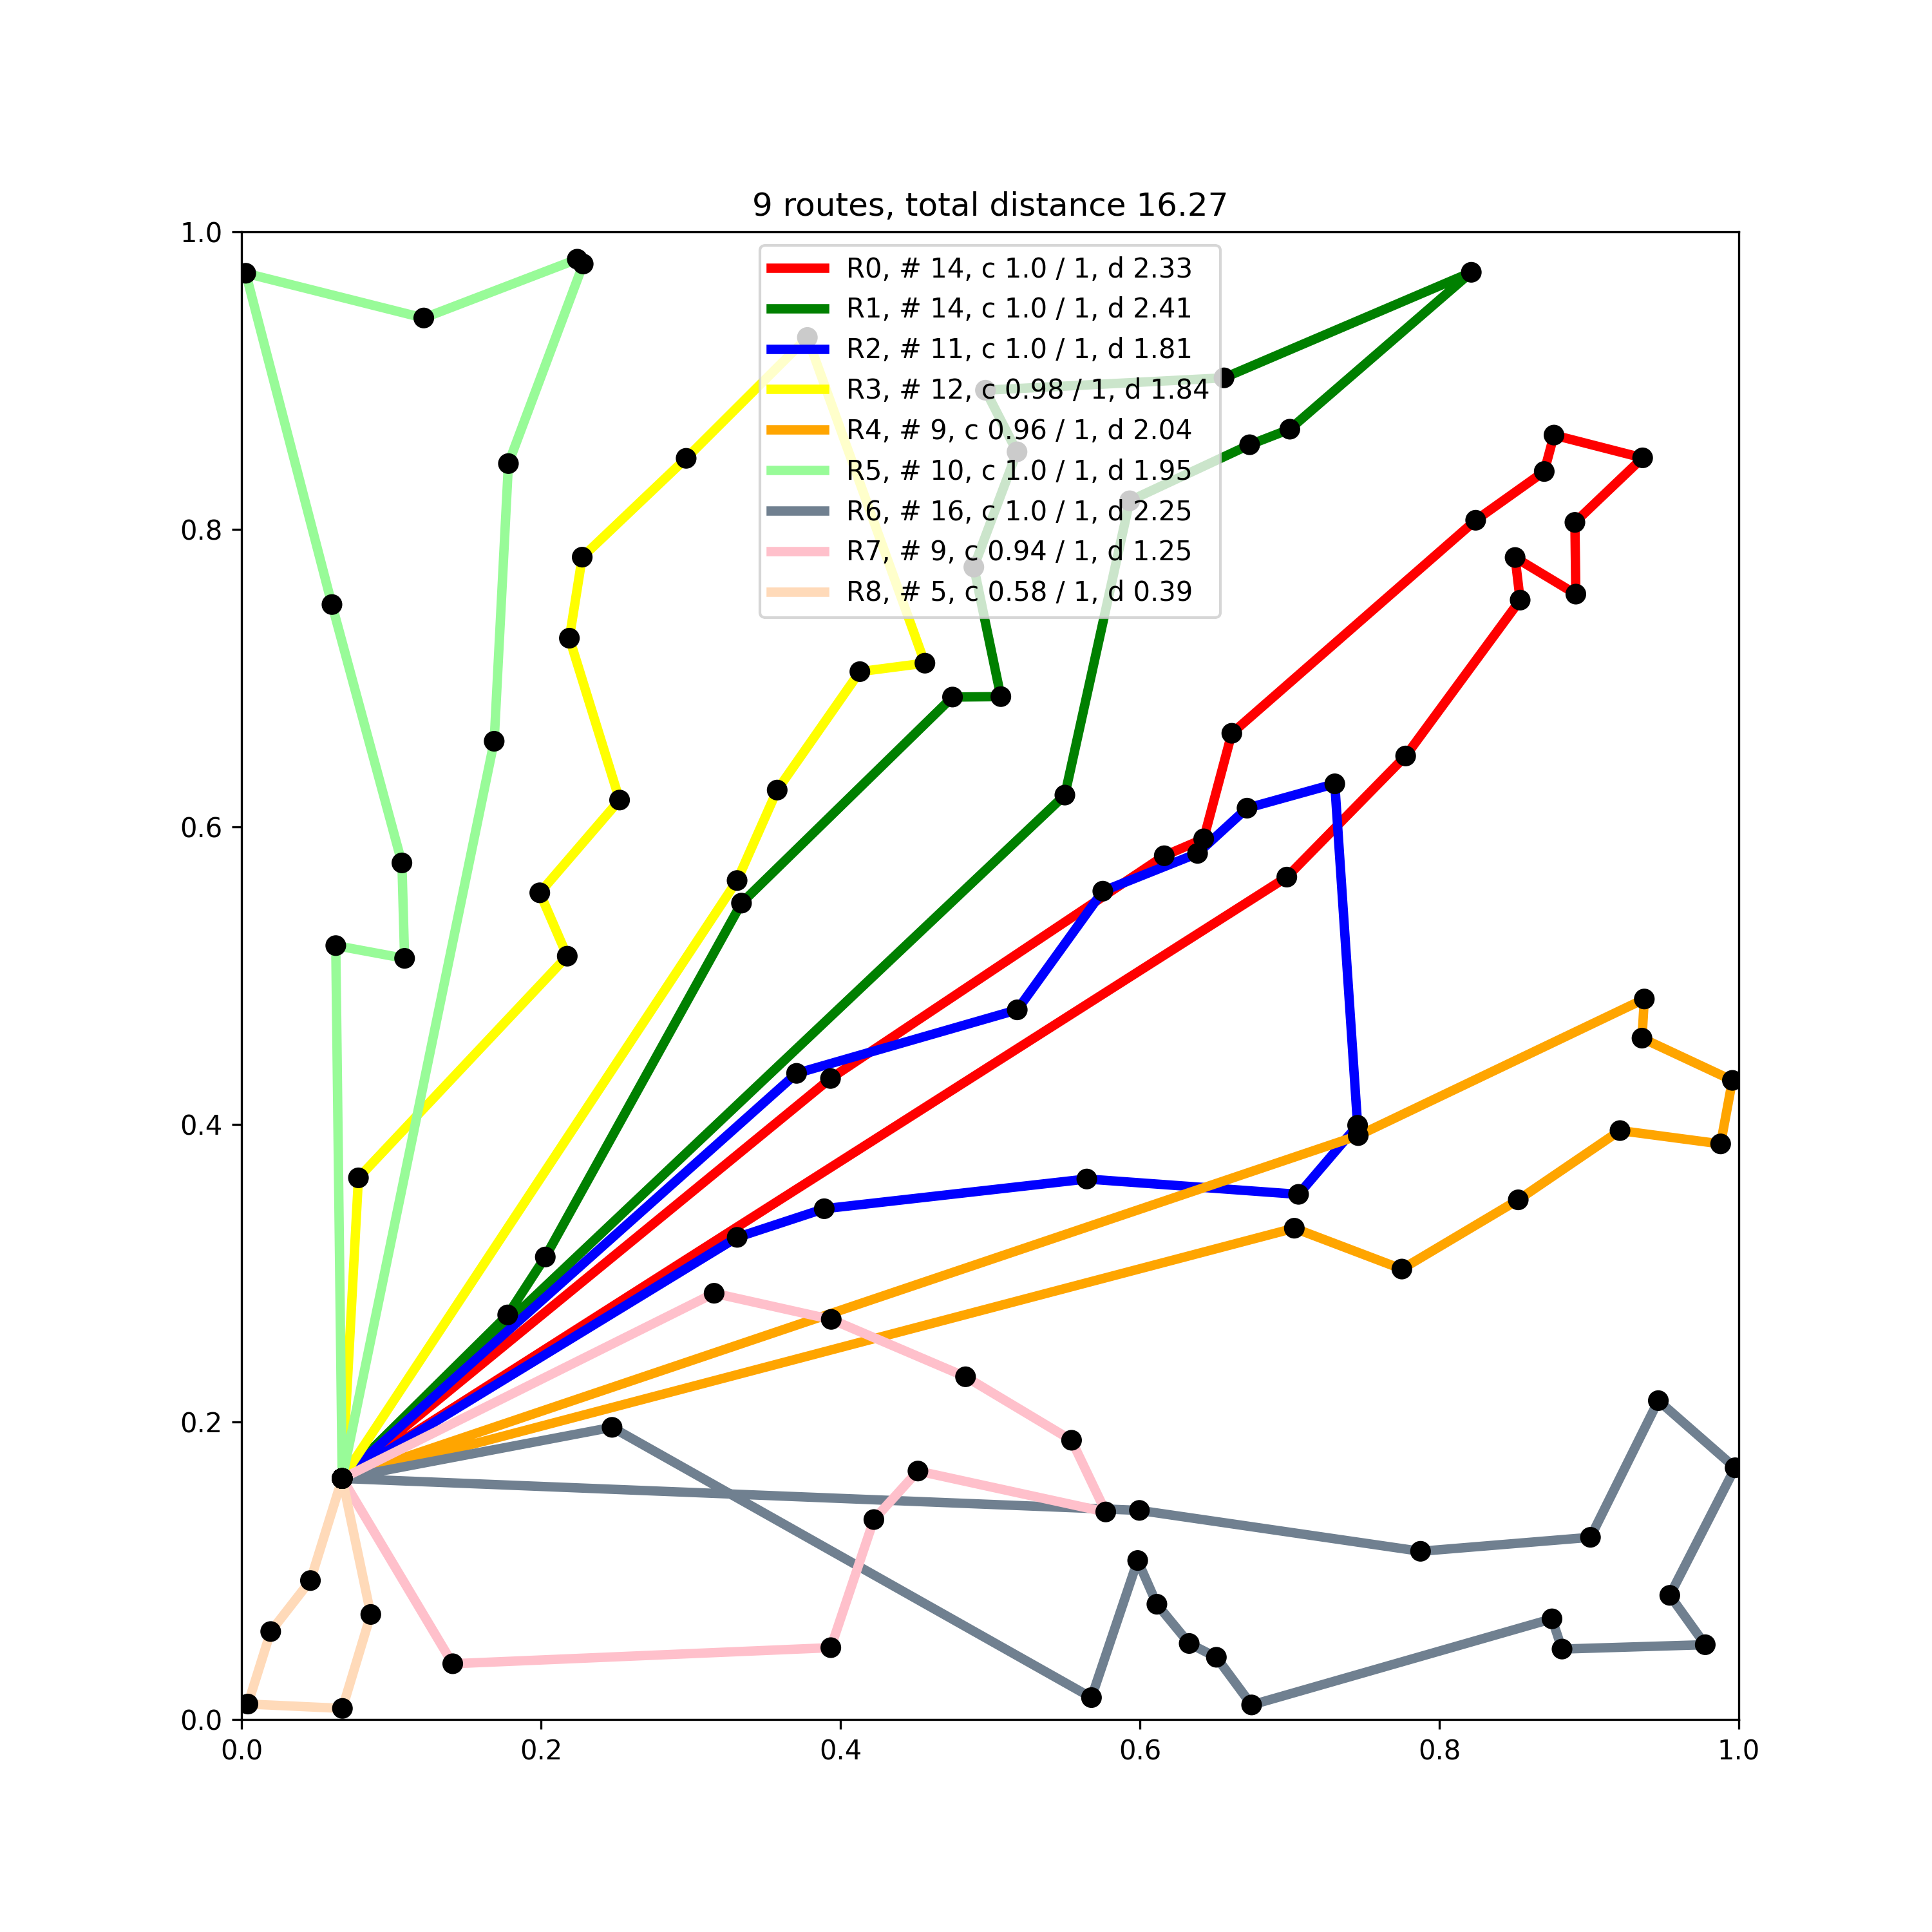 9 routes, total distance 16.27
1.0
0.8
0.6
0.4
0.2
0.0
R0, # 14, c 1.0 / 1, d 2.33
R1, # 14, c 1.0 / 1, d 2.41
R2, # 11, c 1.0 / 1, d 1.81
R3, # 12, c 0.98 / 1, d 1.84
R4, # 9, c 0.96 / 1, d 2.04
R5, # 10, c 1.0 / 1, d 1.95
R6, # 16, c 1.0 / 1, d 2.25
R7, # 9, c 0.94 / 1, d 1.25
R8, # 5, c 0.58 / 1, d 0.39
0.0 0.2 0.4 0.6 0.8 1.0